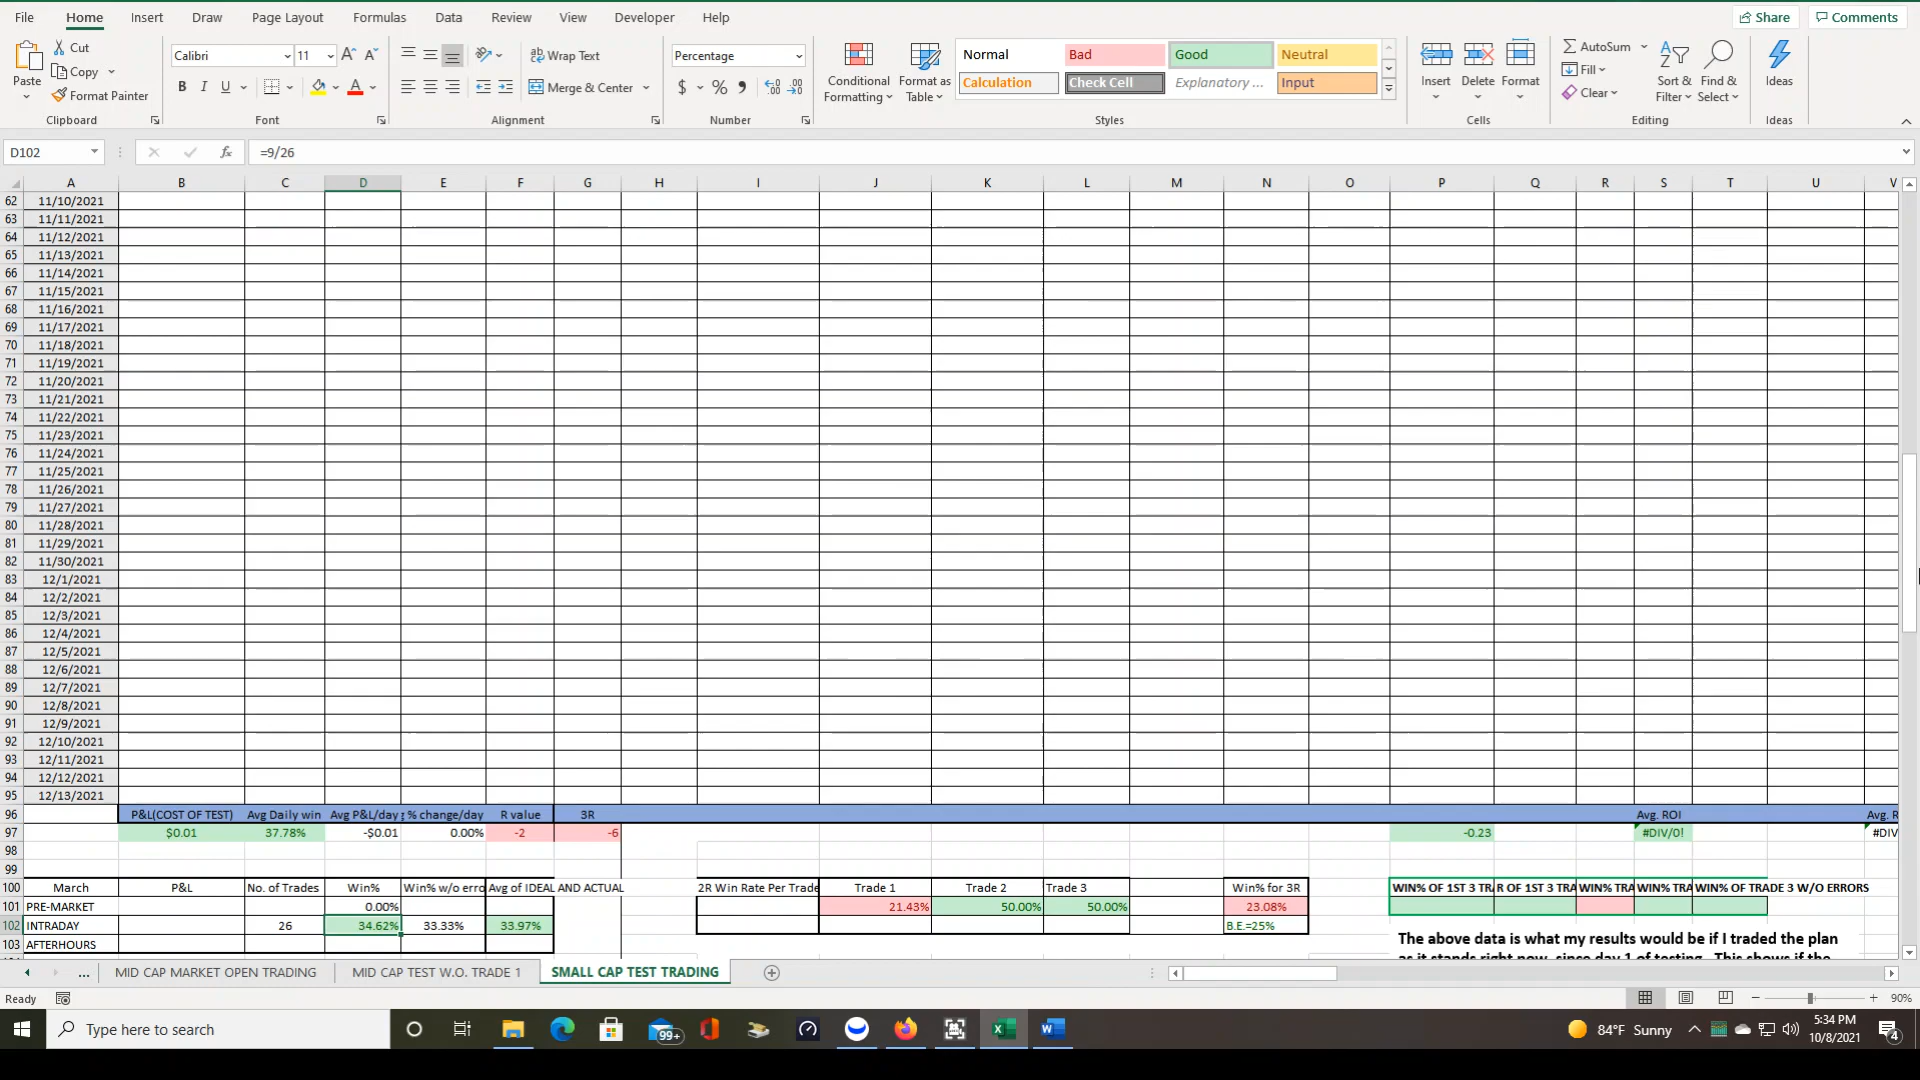 File Home Insert Draw Page Layout Formulas Data Review View Developer Help Share Comments
Cut
Copy
Format Painter
Paste
Clipboard
Calibri 11
B I U
Font
Wrap Text
Merge & Center
Alignment
Percentage
$ % ,
Number
Conditional Formatting
Format as Table
Normal Bad Good Neutral
Calculation Check Cell Explanatory ... Input
Styles
Insert Delete Format
Cells
AutoSum
Fill
Clear
Sort & Filter
Find & Select
Editing
Ideas
Ideas
D102 fx =9/26
A B C D E F G H I J K L M N O P Q R S T U V
62 11/10/2021
63 11/11/2021
64 11/12/2021
65 11/13/2021
66 11/14/2021
67 11/15/2021
68 11/16/2021
69 11/17/2021
70 11/18/2021
71 11/19/2021
72 11/20/2021
73 11/21/2021
74 11/22/2021
75 11/23/2021
76 11/24/2021
77 11/25/2021
78 11/26/2021
79 11/27/2021
80 11/28/2021
81 11/29/2021
82 11/30/2021
83 12/1/2021
84 12/2/2021
85 12/3/2021
86 12/4/2021
87 12/5/2021
88 12/6/2021
89 12/7/2021
90 12/8/2021
91 12/9/2021
92 12/10/2021
93 12/11/2021
94 12/12/2021
95 12/13/2021
96 P&L(COST OF TEST) Avg Daily win Avg P&L/day % change/day R value 3R Avg. ROI Avg. R
97 $0.01 37.78% -$0.01 0.00% -2 -6 -0.23 #DIV/0! #DIV
98
99
100 March P&L No. of Trades Win% Win% w/o erro Avg of IDEAL AND ACTUAL 2R Win Rate Per Trade Trade 1 Trade 2 Trade 3 Win% for 3R WIN% OF 1ST 3 TRA R OF 1ST 3 TRA WIN% TRA WIN% TRA WIN% OF TRADE 3 W/O ERRORS
101 PRE-MARKET 0.00% 21.43% 50.00% 50.00% 23.08%
102 INTRADAY 26 34.62% 33.33% 33.97% B.E.=25%
103 AFTERHOURS
The above data is what my results would be if I traded the plan
as it stands right now, since day 1 of testing. This shows if the
... MID CAP MARKET OPEN TRADING MID CAP TEST W.O. TRADE 1 SMALL CAP TEST TRADING
Ready 90%
Type here to search 99+ 84°F Sunny 5:34 PM
10/8/2021 4